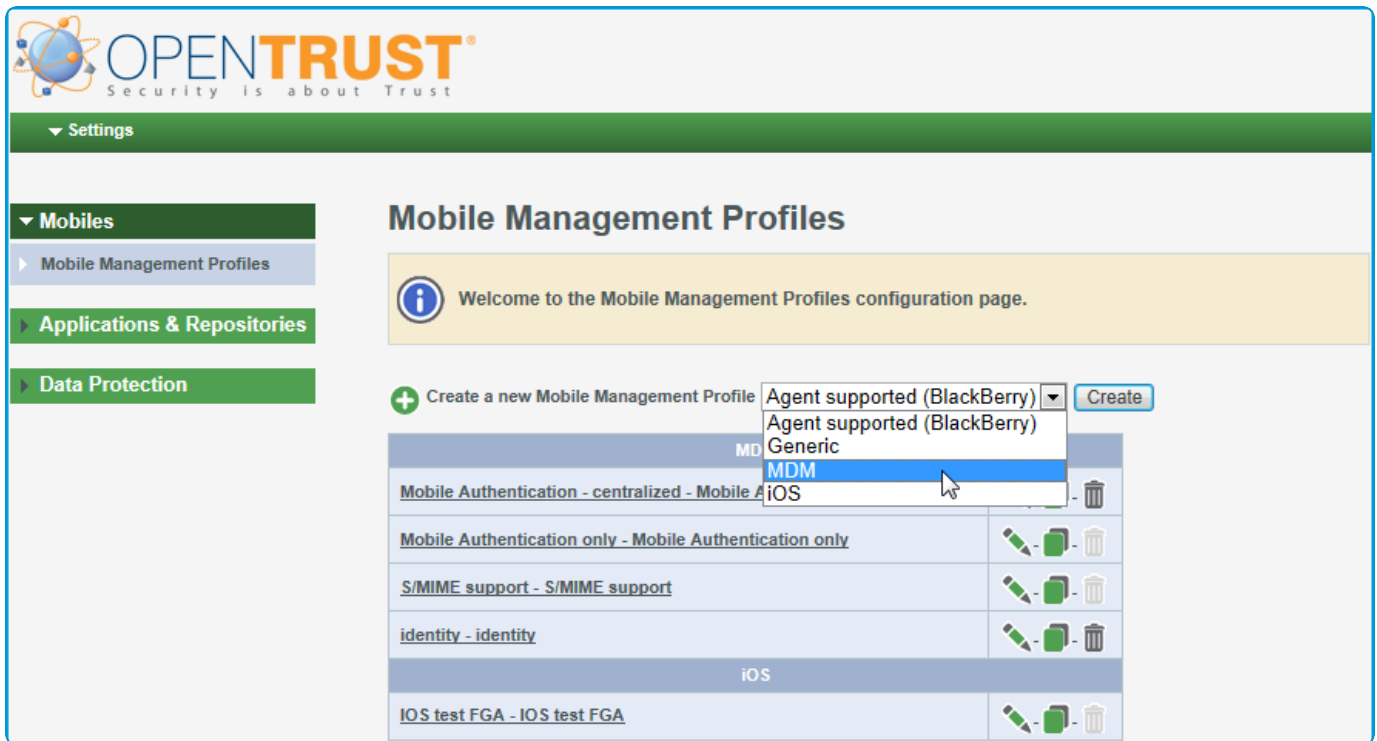 OPENTRUST®
Security is about Trust
Settings
Mobiles
Mobile Management Profiles
Applications & Repositories
Data Protection
Mobile Management Profiles
Welcome to the Mobile Management Profiles configuration page.
Create a new Mobile Management Profile Agent supported (BlackBerry) Create
Agent supported (BlackBerry)
Generic
MDM
iOS
MD
Mobile Authentication - centralized - Mobile
Mobile Authentication only - Mobile Authentication only
S/MIME support - S/MIME support
identity - identity
iOS
IOS test FGA - IOS test FGA